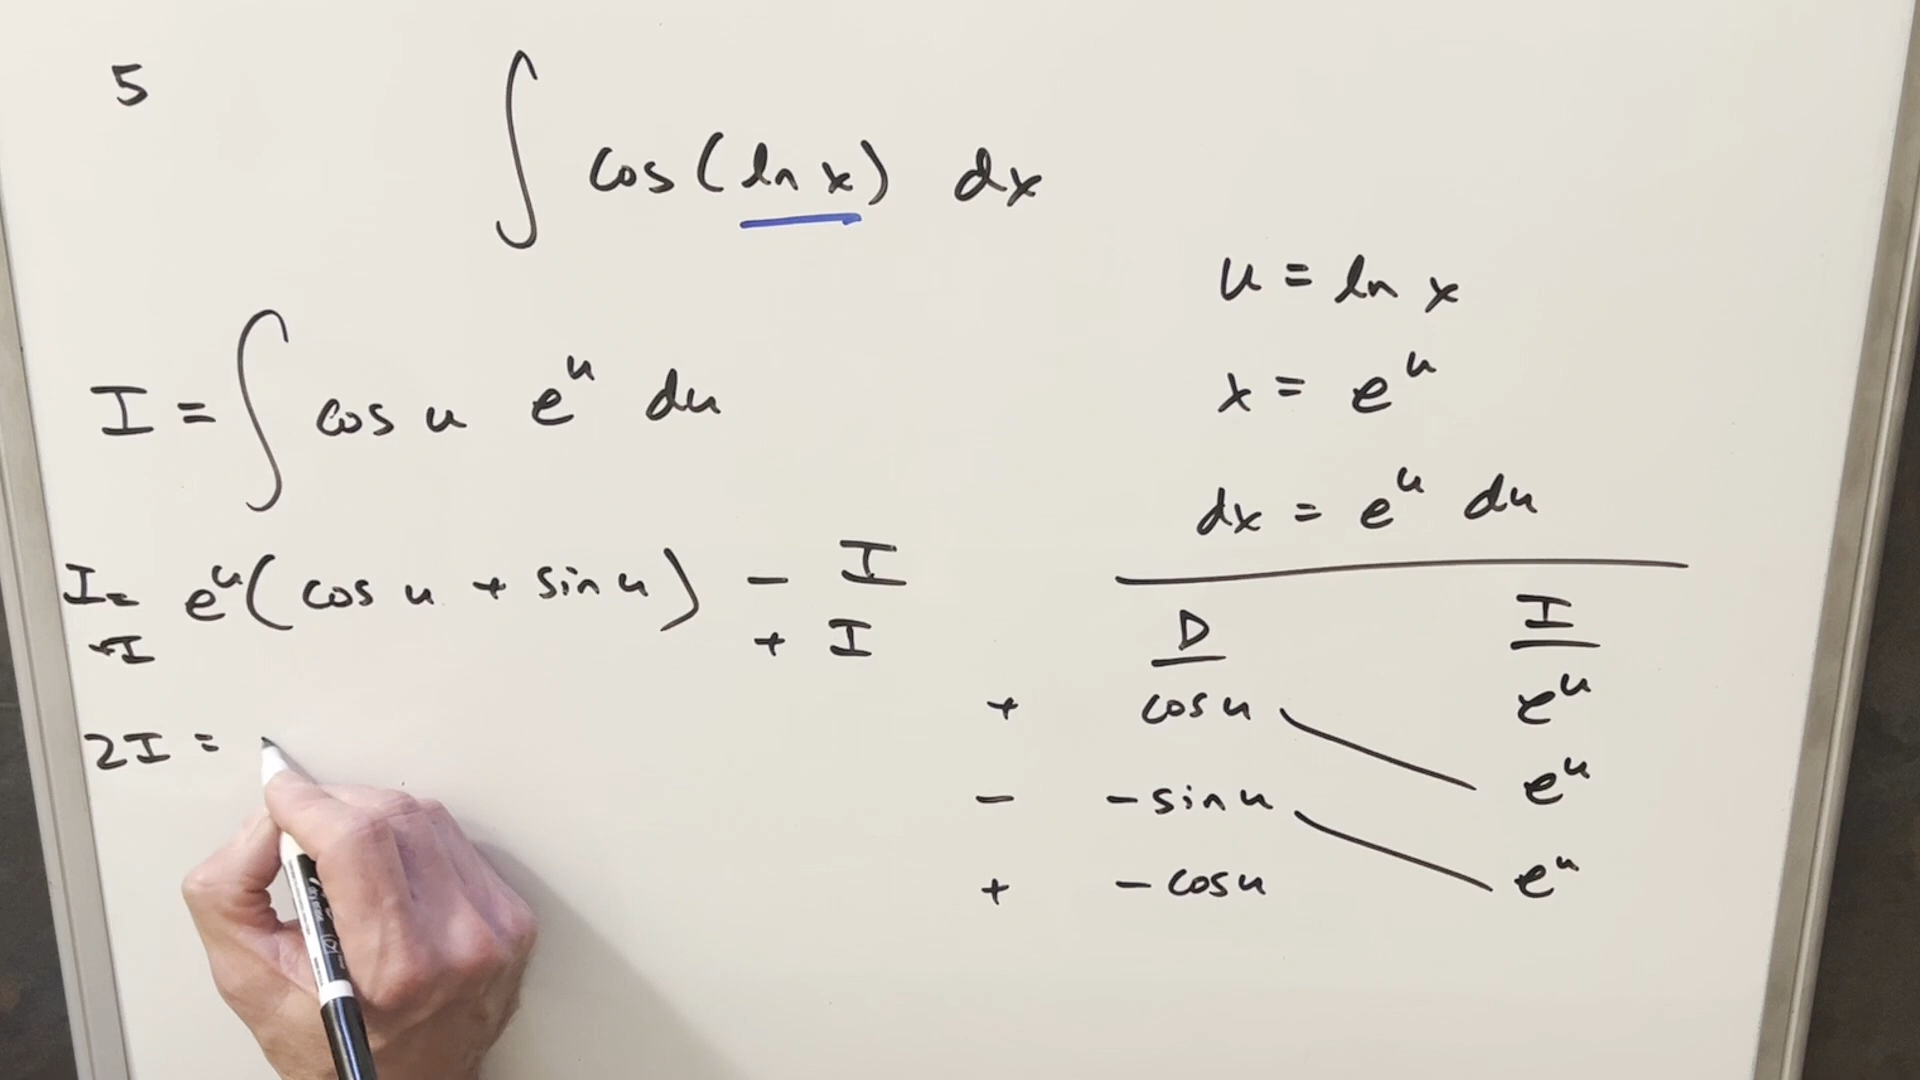 5
∫ cos(ln x) dx
u = ln x
I = ∫ cos u e^u du
x = e^u
dx = e^u du
I = e^u(cos u + sin u) - I
+I + I
2I =
D I
+ cos u e^u
- -sin u e^u
+ -cos u e^u